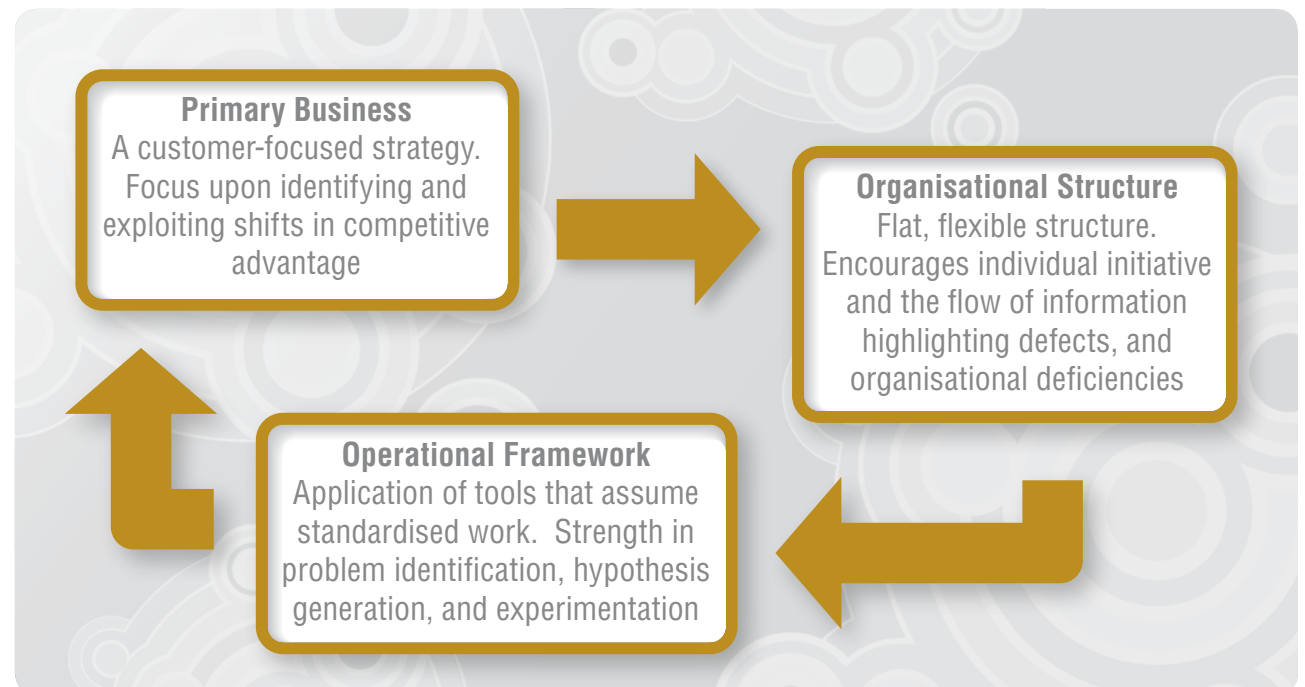 Primary Business
A customer-focused strategy.
Focus upon identifying and
exploiting shifts in competitive
advantage
Organisational Structure
Flat, flexible structure.
Encourages individual initiative
and the flow of information
highlighting defects, and
organisational deficiencies
Operational Framework
Application of tools that assume
standardised work.  Strength in
problem identification, hypothesis
generation, and experimentation